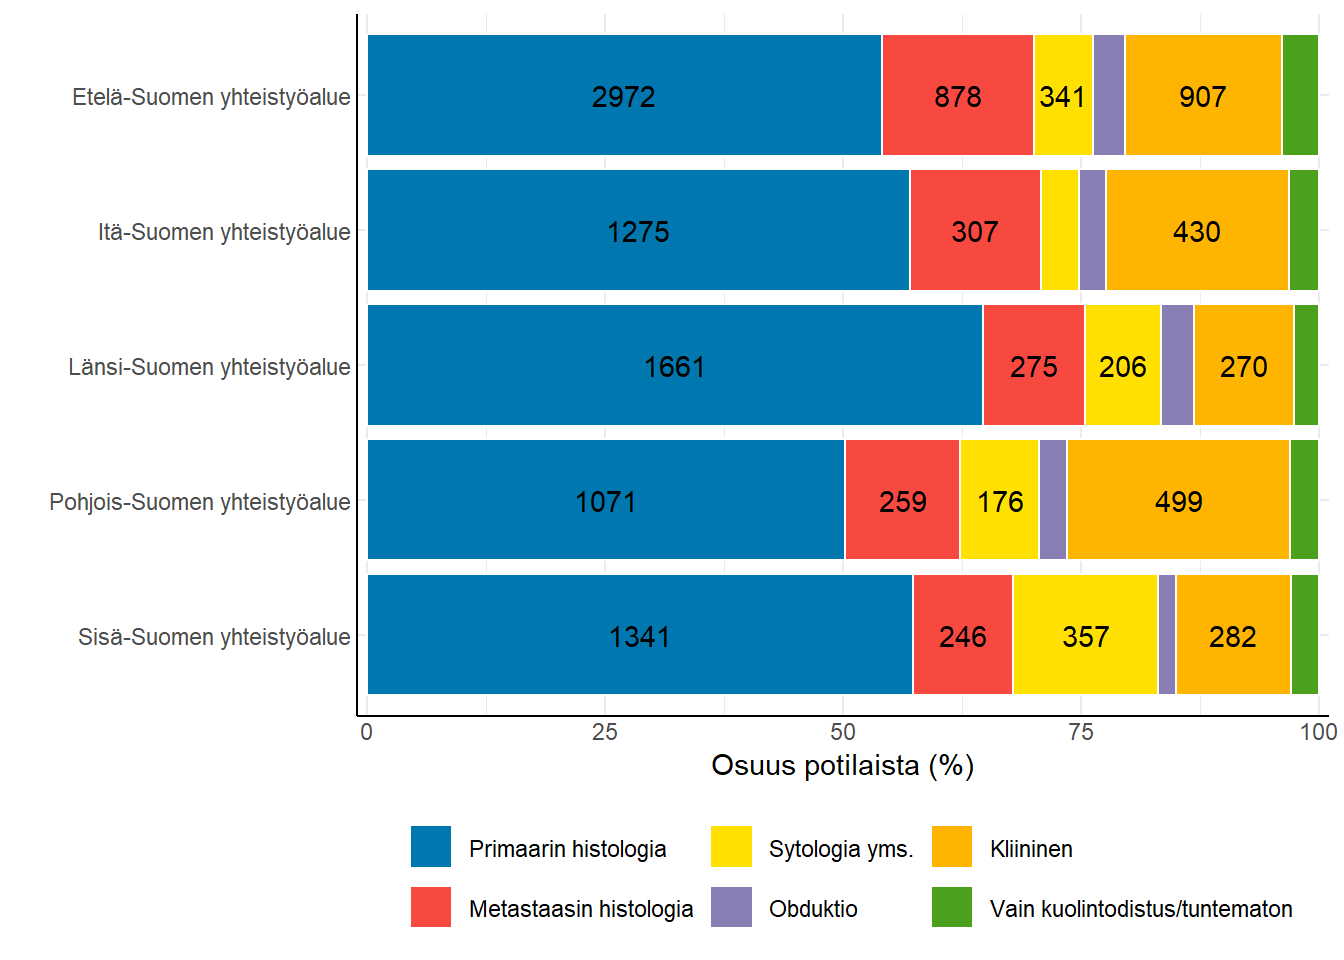 Etelä-Suomen yhteistyöalue 2972 878 341 907
Itä-Suomen yhteistyöalue 1275 307 430
Länsi-Suomen yhteistyöalue 1661 275 206 270
Pohjois-Suomen yhteistyöalue 1071 259 176 499
Sisä-Suomen yhteistyöalue 1341 246 357 282
0 25 50 75 100
Osuus potilaista (%)
Primaarin histologia Sytologia yms. Kliininen
Metastaasin histologia Obduktio Vain kuolintodistus/tuntematon